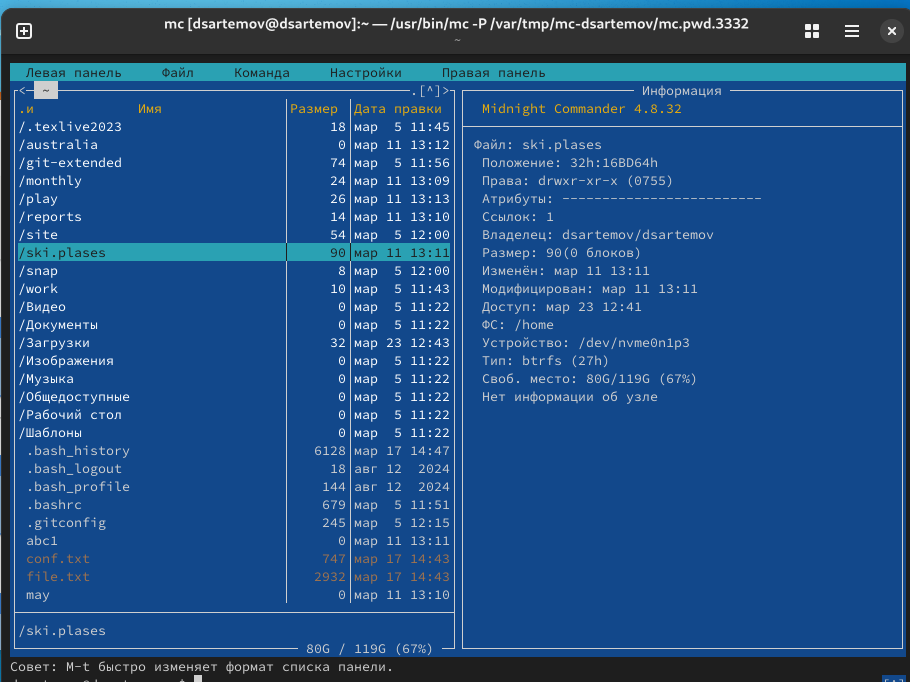 mc [dsartemov@dsartemov]:~ — /usr/bin/mc -P /var/tmp/mc-dsartemov/mc.pwd.3332
~
Левая панель Файл Команда Настройки Правая панель
<─ ~ .[^]>
.и Имя Размер Дата правки
/.texlive2023 18 мар 5 11:45
/australia 0 мар 11 13:12
/git-extended 74 мар 5 11:56
/monthly 24 мар 11 13:09
/play 26 мар 11 13:13
/reports 14 мар 11 13:10
/site 54 мар 5 12:00
/ski.plases 90 мар 11 13:11
/snap 8 мар 5 12:00
/work 10 мар 5 11:43
/Видео 0 мар 5 11:22
/Документы 0 мар 5 11:22
/Загрузки 32 мар 23 12:43
/Изображения 0 мар 5 11:22
/Музыка 0 мар 5 11:22
/Общедоступные 0 мар 5 11:22
/Рабочий стол 0 мар 5 11:22
/Шаблоны 0 мар 5 11:22
.bash_history 6128 мар 17 14:47
.bash_logout 18 авг 12 2024
.bash_profile 144 авг 12 2024
.bashrc 679 мар 5 11:51
.gitconfig 245 мар 5 12:15
abc1 0 мар 11 13:11
conf.txt 747 мар 17 14:43
file.txt 2932 мар 17 14:43
may 0 мар 11 13:10
/ski.plases
80G / 119G (67%)
Информация
Midnight Commander 4.8.32
Файл: ski.plases
Положение: 32h:16BD64h
Права: drwxr-xr-x (0755)
Атрибуты: -------------------------
Ссылок: 1
Владелец: dsartemov/dsartemov
Размер: 90(0 блоков)
Изменён: мар 11 13:11
Модифицирован: мар 11 13:11
Доступ: мар 23 12:41
ФС: /home
Устройство: /dev/nvme0n1p3
Тип: btrfs (27h)
Своб. место: 80G/119G (67%)
Нет информации об узле
Совет: M-t быстро изменяет формат списка панели.